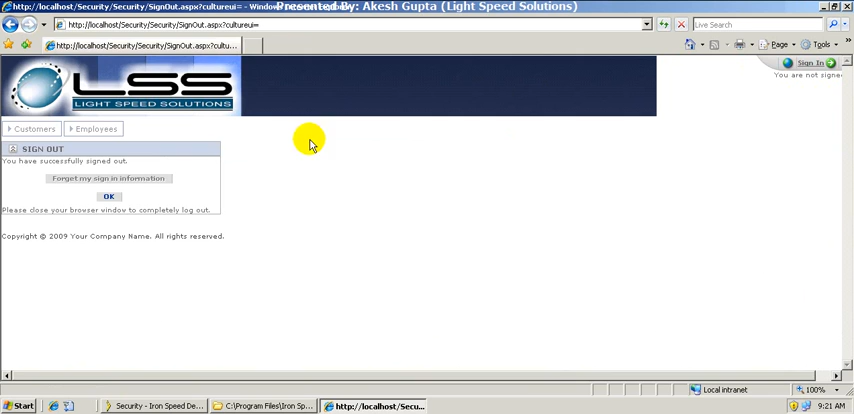 http://localhost/Security/Security/SignOut.aspx?cultureui= - Wind
Presented By: Akesh Gupta (Light Speed Solutions)
http://localhost/Security/Security/SignOut.aspx?cultureui=
Live Search
http://localhost/Security/Security/SignOut.aspx?cultu...
Page
Tools
LSS
LIGHT SPEED SOLUTIONS
Sign In
You are not signe
Customers
Employees
SIGN OUT
You have successfully signed out.
Forget my sign in information
OK
Please close your browser window to completely log out.
Copyright © 2009 Your Company Name. All rights reserved.
Local intranet
100%
Start
Security - Iron Speed De...
C:\Program Files\Iron Sp...
http://localhost/Secu...
9:21 AM